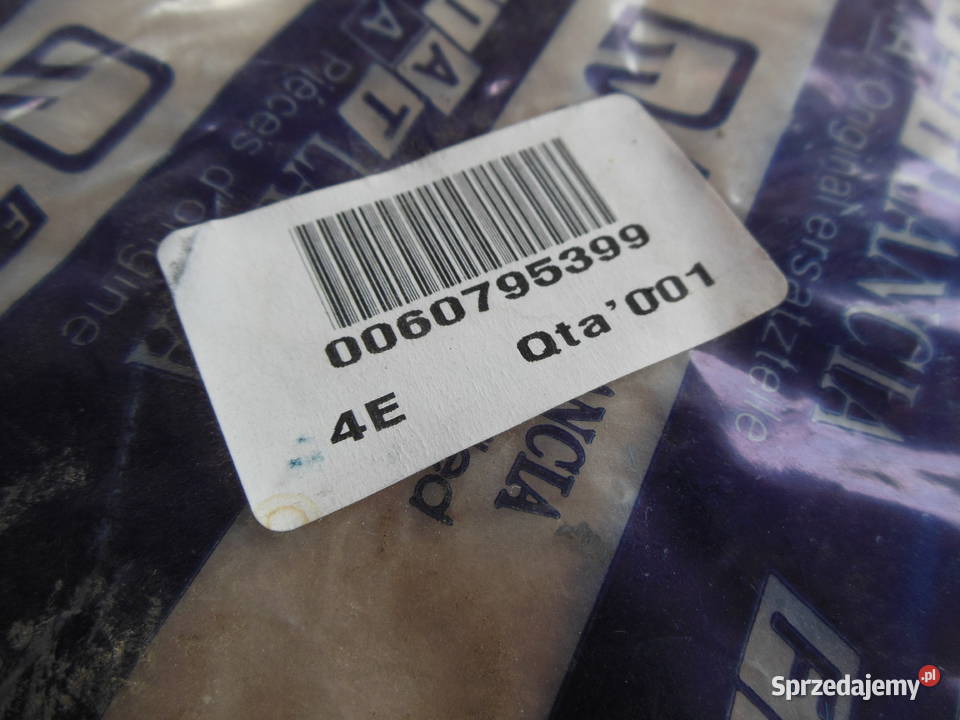 0060795399
Qta'001
4E
FIAT
Pièces d'origine
LANCIA
Originalersatzteile
LANCIA
Sprzedajemy.pl